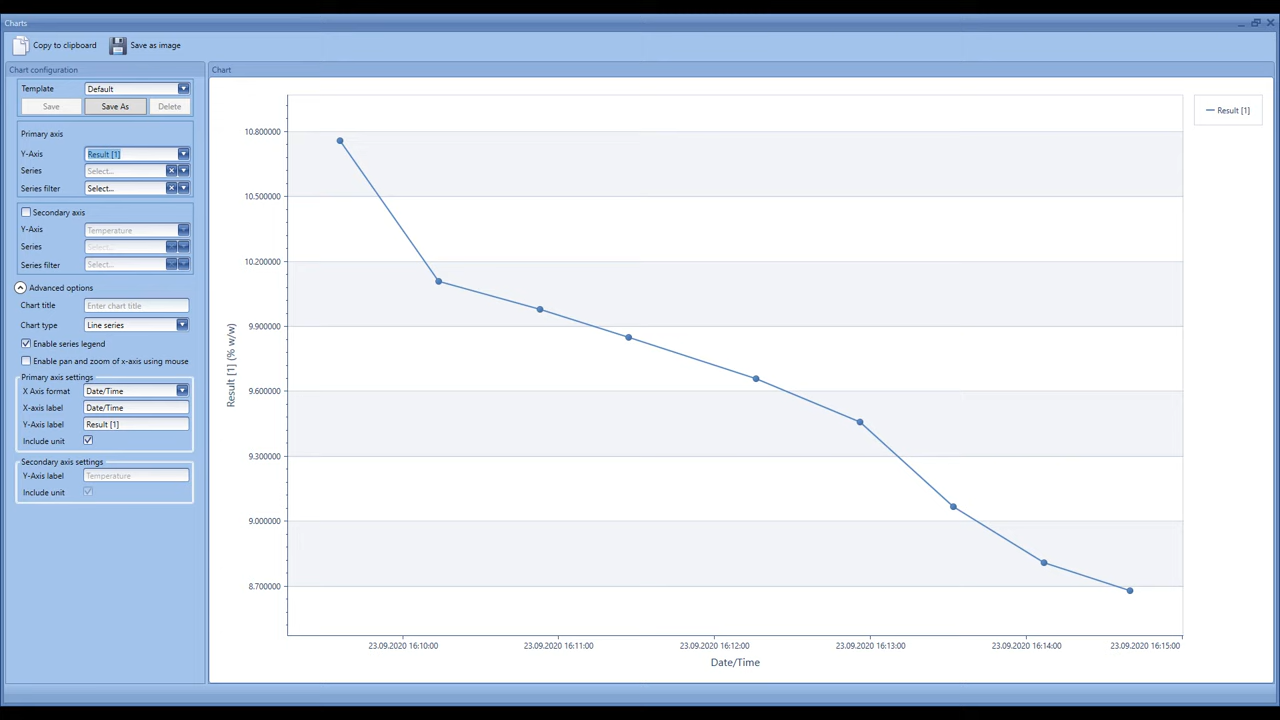 Charts
Copy to clipboard
Save as image
Chart configuration
Template
Default
Save
Save As
Delete
Primary axis
Y-Axis
Result [1]
Series
Select...
Series filter
Select...
Secondary axis
Y-Axis
Temperature
Series
Select...
Series filter
Select...
Advanced options
Chart title
Enter chart title
Chart type
Line series
Enable series legend
Enable pan and zoom of x-axis using mouse
Primary axis settings
X Axis format
Date/Time
X-axis label
Date/Time
Y-Axis label
Result [1]
Include unit
Secondary axis settings
Y-Axis label
Temperature
Include unit
Chart
Result [1] (% w/w)
10.800000
10.500000
10.200000
9.900000
9.600000
9.300000
9.000000
8.700000
23.09.2020 16:10:00
23.09.2020 16:11:00
23.09.2020 16:12:00
23.09.2020 16:13:00
23.09.2020 16:14:00
23.09.2020 16:15:00
Date/Time
Result [1]